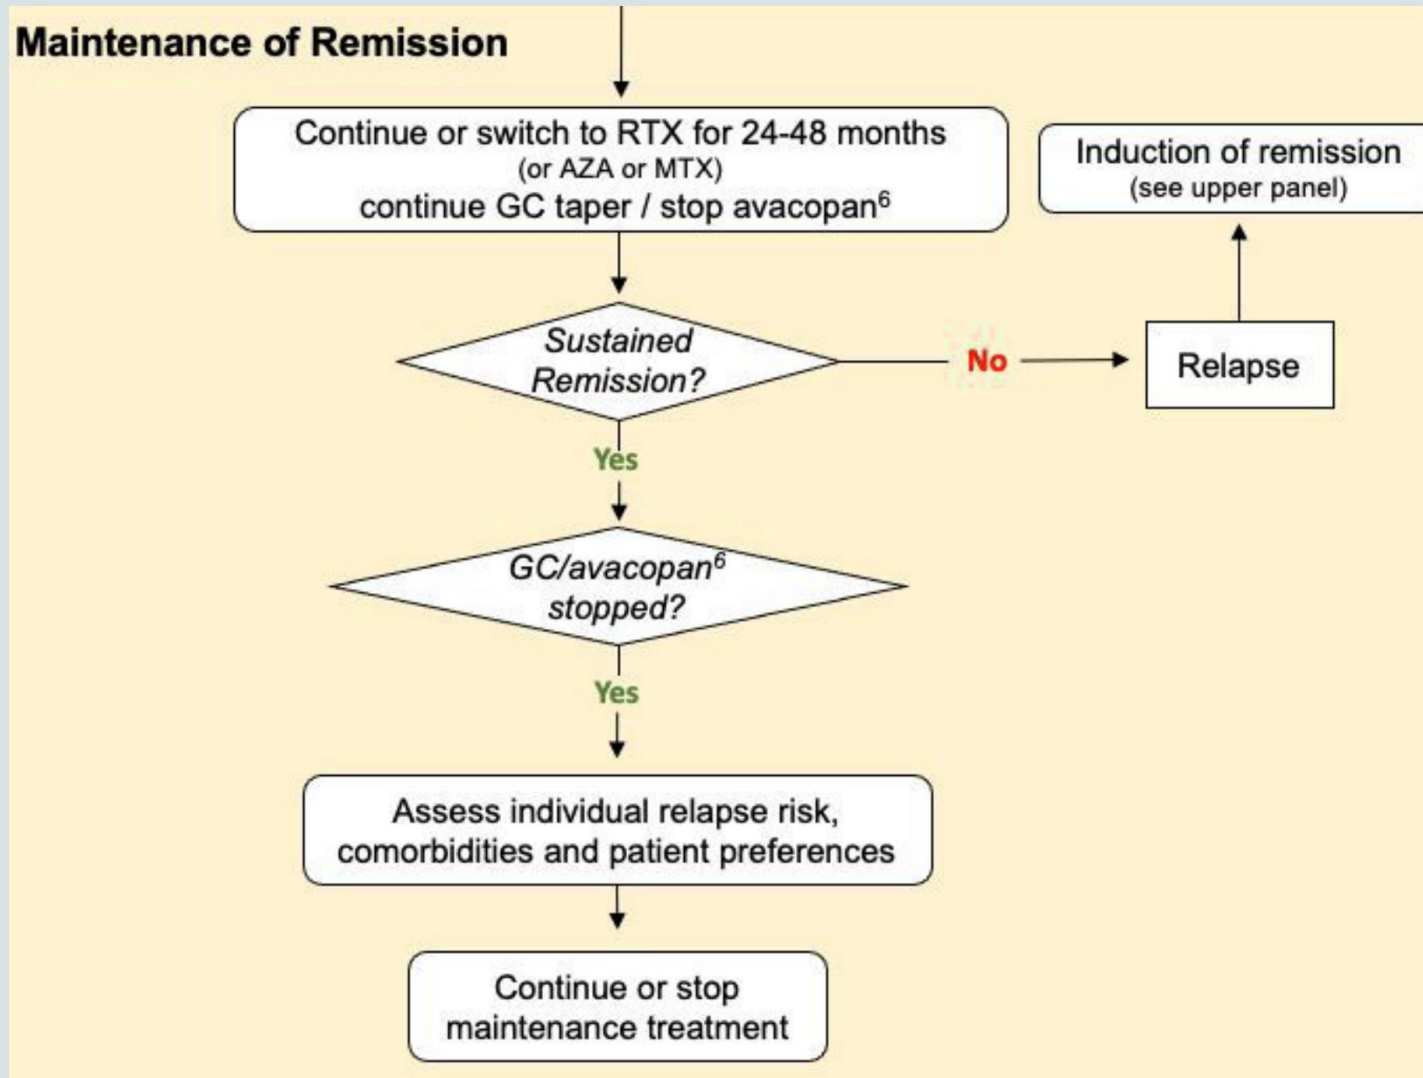 Maintenance of Remission
Continue or switch to RTX for 24-48 months
(or AZA or MTX)
continue GC taper / stop avacopan⁶
Induction of remission
(see upper panel)
Sustained
Remission?
No
Relapse
Yes
GC/avacopan⁶
stopped?
Yes
Assess individual relapse risk,
comorbidities and patient preferences
Continue or stop
maintenance treatment